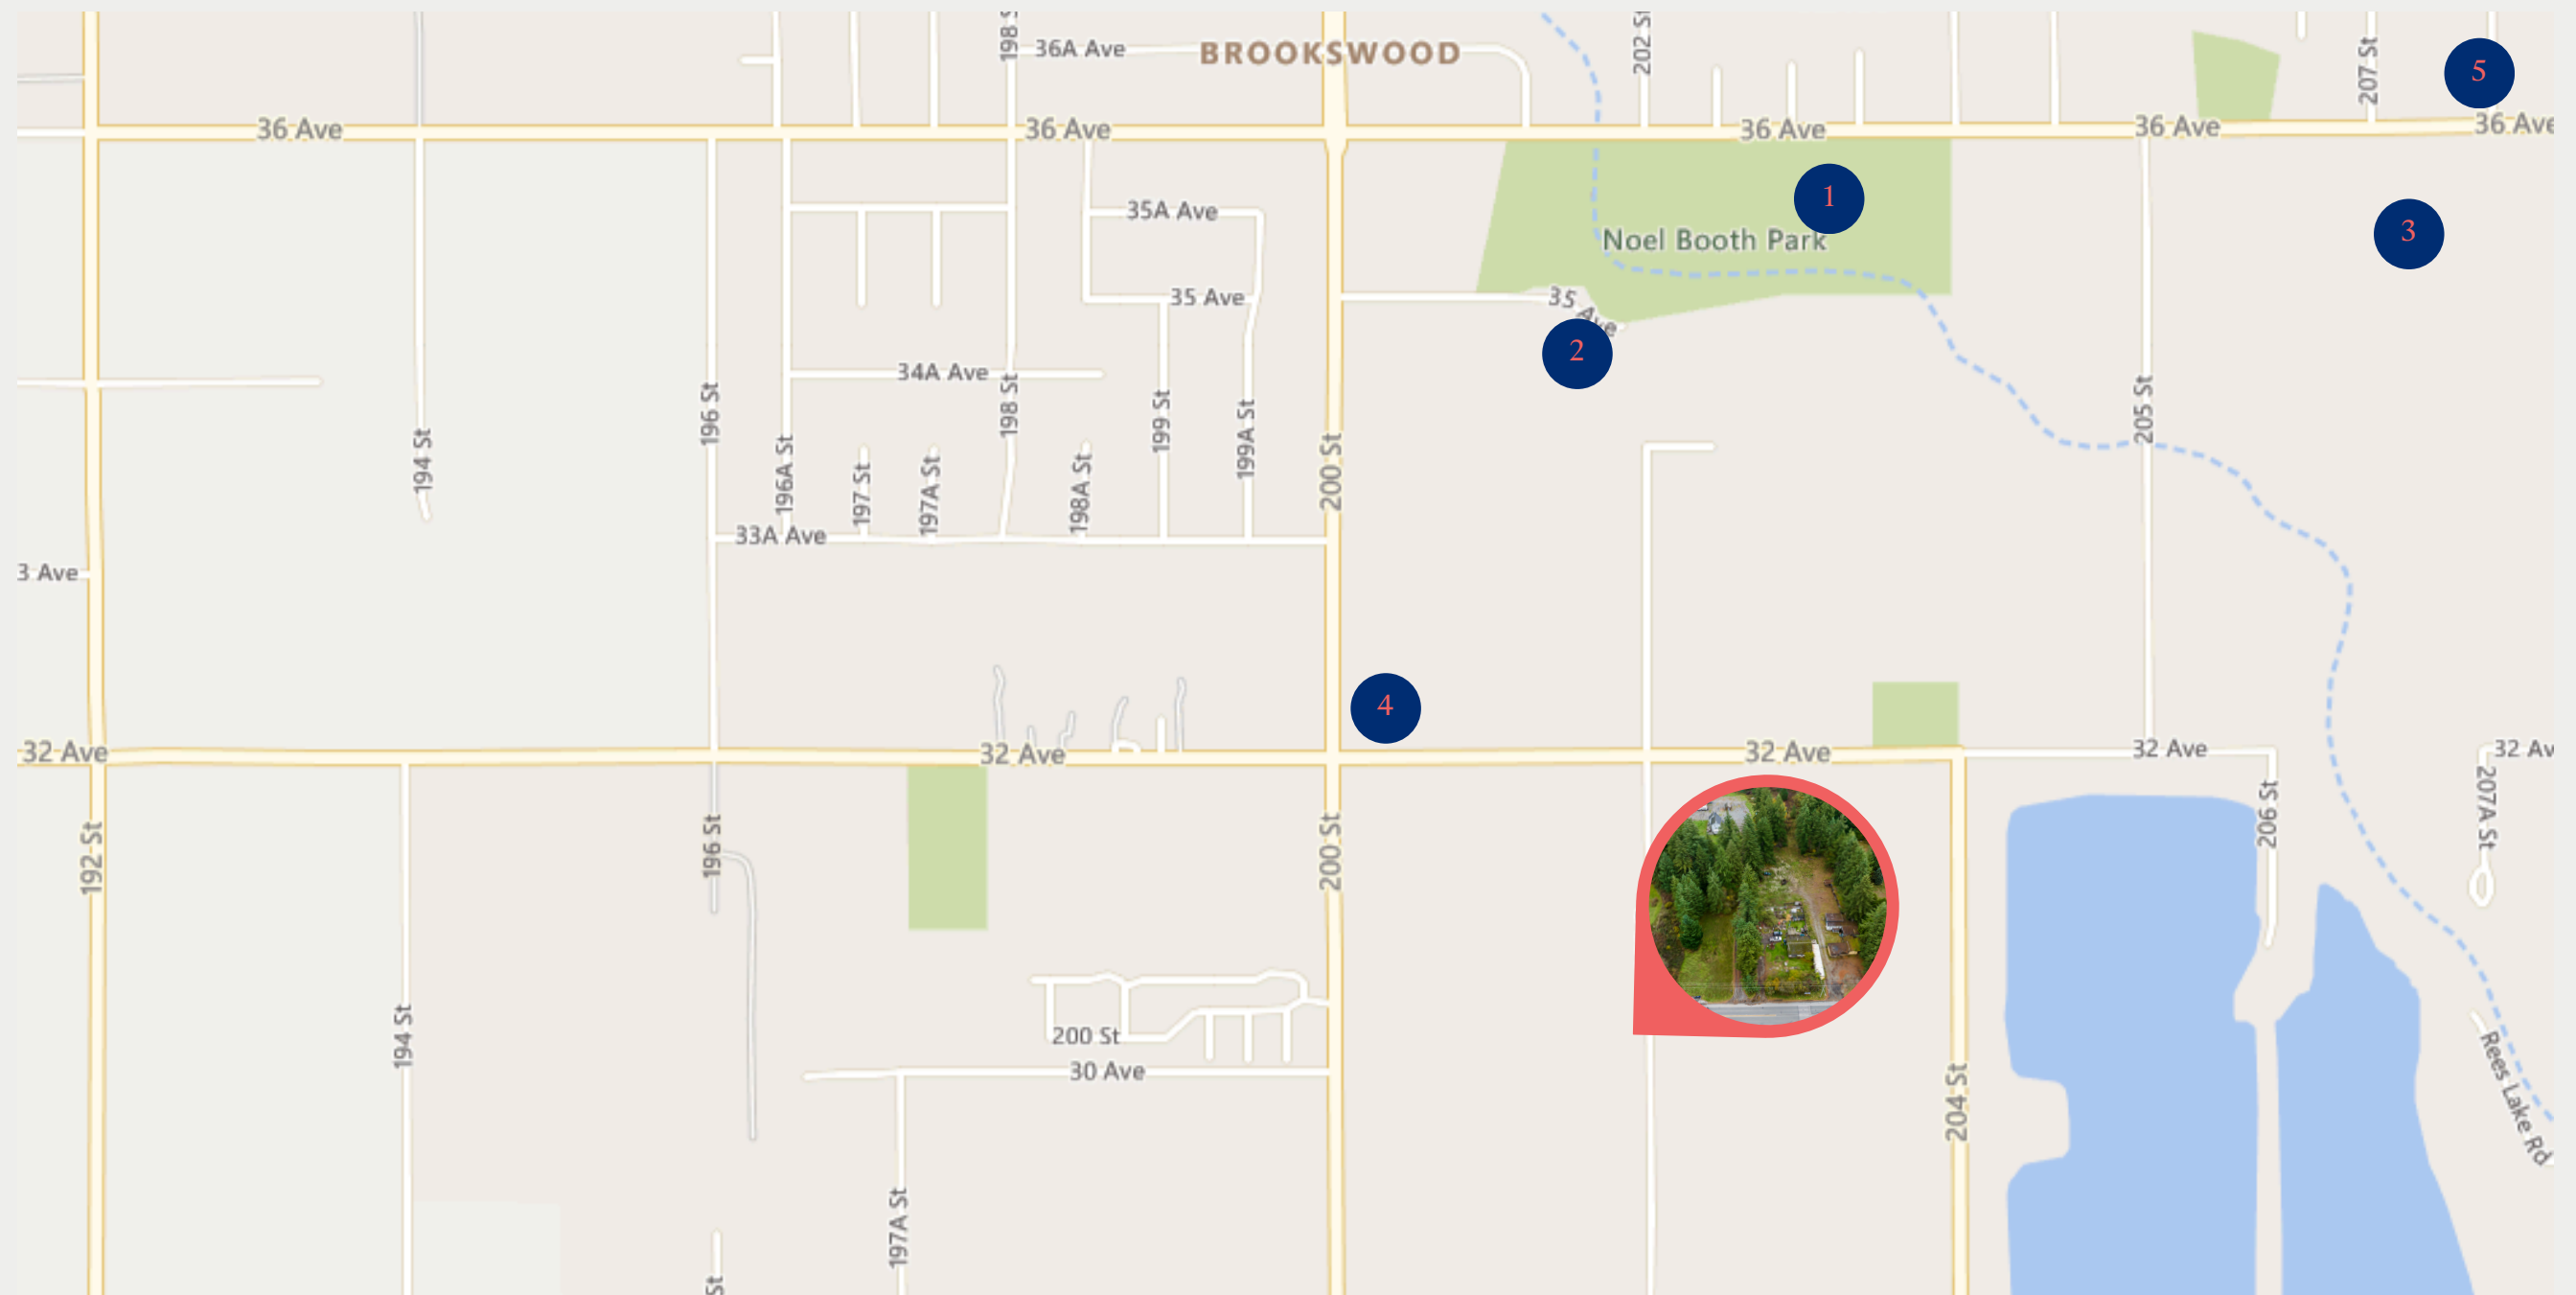 198 S
36A Ave
BROOKSWOOD
202 St
207 St
5
36 Ave
36 Ave
36 Ave
36 Ave
36 Ave
1
35A Ave
Noel Booth Park
3
35 Ave
35 Ave
2
34A Ave
194 St
196 St
196A St
197 St
197A St
198 St
198A St
199 St
199A St
200 St
205 St
33A Ave
3 Ave
4
32 Ave
32 Ave
32 Ave
32 Ave
32 Av
192 St
196 St
200 St
206 St
207A St
194 St
200 St
30 Ave
204 St
Rees Lake Rd
197A St
St